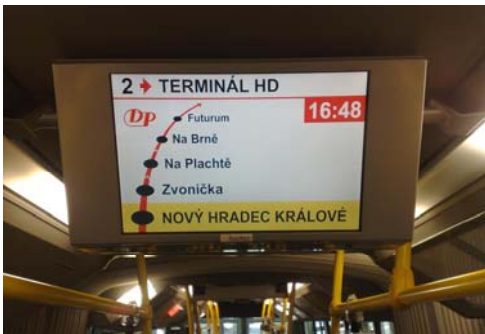 2 → TERMINÁL HD
Dp
16:48
Futurum
Na Brně
Na Plachtě
Zvonička
NOVÝ HRADEC KRÁLOVÉ